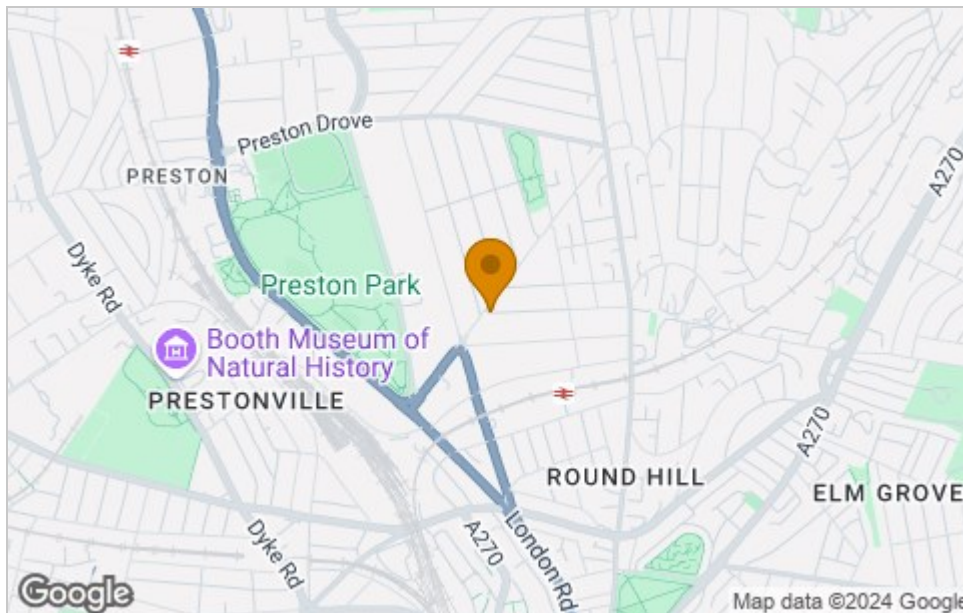 Preston Drove
PRESTON
A270
Dyke Rd
Preston Park
Booth Museum of
Natural History
PRESTONVILLE
A270
ROUND HILL
ELM GROVE
Dyke Rd
A270
London Rd
Google
Map data ©2024 Google